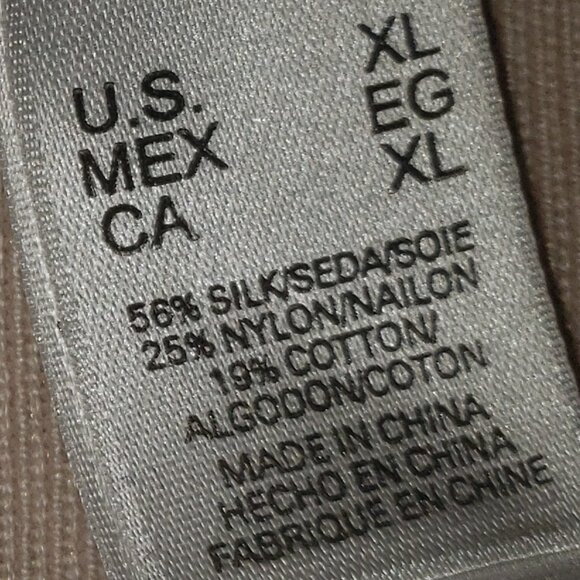 U.S. XL
MEX EG
CA XL
56% SILK/SEDA/SOIE
25% NYLON/NAILON
19% COTTON/
ALGODON/COTON
MADE IN CHINA
HECHO EN CHINA
FABRIQUE EN CHINE